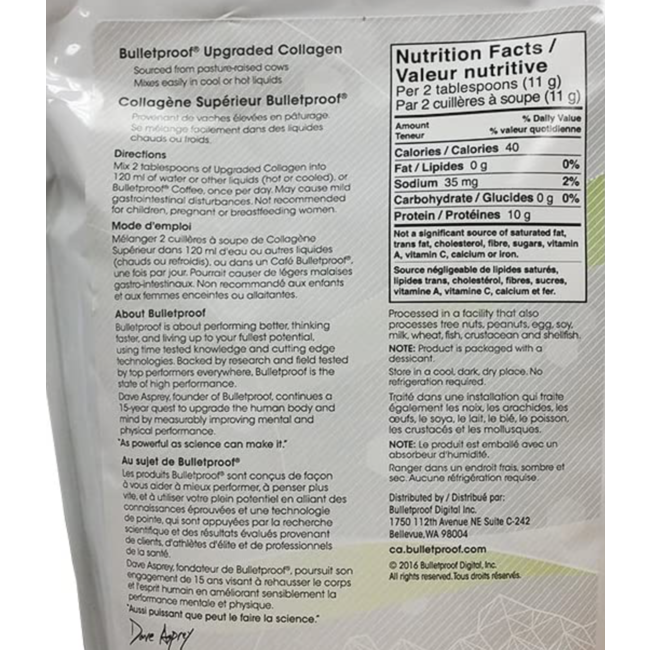 Bulletproof® Upgraded Collagen
Sourced from pasture-raised cows
Mixes easily in cool or hot liquids
Collagène Supérieur Bulletproof®
Provenant de vaches élevées en pâturage.
Se mélange facilement dans des liquides
chauds ou froids.
Directions
Mix 2 tablespoons of Upgraded Collagen into
120 ml of water or other liquids (hot or cooled), or
Bulletproof® Coffee, once per day. May cause mild
gastrointestinal disturbances. Not recommended
for children, pregnant or breastfeeding women.
Mode d'emploi
Mélanger 2 cuillères à soupe de Collagène
Supérieur dans 120 ml d'eau ou autres liquides
(chauds ou refroidis), ou dans un Café Bulletproof®,
une fois par jour. Pourrait causer de légers malaises
gastro-intestinaux. Non recommandé aux enfants
et aux femmes enceintes ou allaitantes.
About Bulletproof
Bulletproof is about performing better, thinking
faster, and living up to your fullest potential,
using time tested knowledge and cutting edge
technologies. Backed by research and field tested
by top performers everywhere, Bulletproof is the
state of high performance.
Dave Asprey, founder of Bulletproof, continues a
15-year quest to upgrade the human body and
mind by measurably improving mental and
physical performance.
"As powerful as science can make it."
Au sujet de Bulletproof®
Les produits Bulletproof® sont conçus de façon
à vous aider à mieux performer, à penser plus
vite, et à utiliser votre plein potentiel en alliant des
connaissances éprouvées et une technologie
de pointe, qui sont appuyées par la recherche
scientifique et des résultats évalués provenant
de clients, d'athlètes d'élite et de professionnels
de la santé.
Dave Asprey, fondateur de Bulletproof®, poursuit son
engagement de 15 ans visant à rehausser le corps
et l'esprit humain en améliorant sensiblement la
performance mentale et physique.
"Aussi puissant que peut le faire la science."
Dave Asprey
Nutrition Facts /
Valeur nutritive
Per 2 tablespoons (11 g)
Par 2 cuillères à soupe (11 g)
Amount % Daily Value
Teneur % valeur quotidienne
Calories / Calories 40
Fat / Lipides 0 g 0%
Sodium 35 mg 2%
Carbohydrate / Glucides 0 g 0%
Protein / Protéines 10 g
Not a significant source of saturated fat,
trans fat, cholesterol, fibre, sugars, vitamin
A, vitamin C, calcium or iron.
Source négligeable de lipides saturés,
lipides trans, cholestérol, fibres, sucres,
vitamine A, vitamine C, calcium et fer.
Processed in a facility that also
processes tree nuts, peanuts, egg, soy,
milk, wheat, fish, crustacean and shellfish.
NOTE: Product is packaged with a
dessicant.
Store in a cool, dark, dry place. No
refrigeration required.
Traité dans une installation qui traite
également les noix, les arachides, les
œufs, le soya, le lait, le blé, le poisson,
les crustacés et les mollusques.
NOTE: Le produit est emballé avec un
absorbeur d'humidité.
Ranger dans un endroit frais, sombre et
sec. Aucune réfrigération requise.
Distributed by / Distribué par:
Bulletproof Digital Inc.
1750 112th Avenue NE Suite C-242
Bellevue, WA 98004
ca.bulletproof.com
© 2016 Bulletproof Digital, Inc.
All rights reserved. Tous droits réservés.